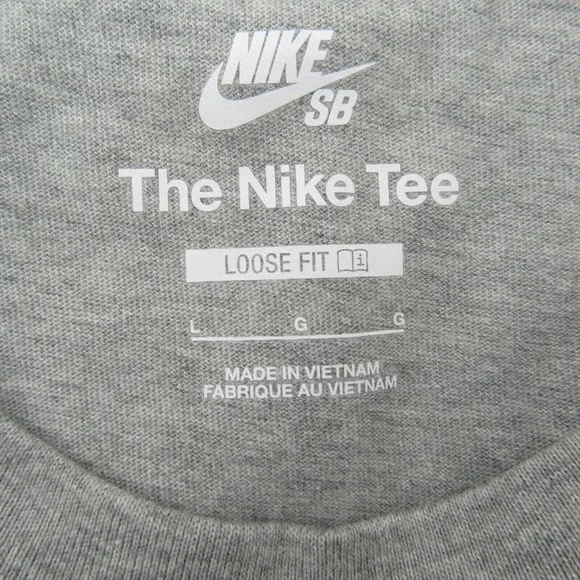 NIKE
SB
The Nike Tee
LOOSE FIT i
L G G
MADE IN VIETNAM
FABRIQUE AU VIETNAM